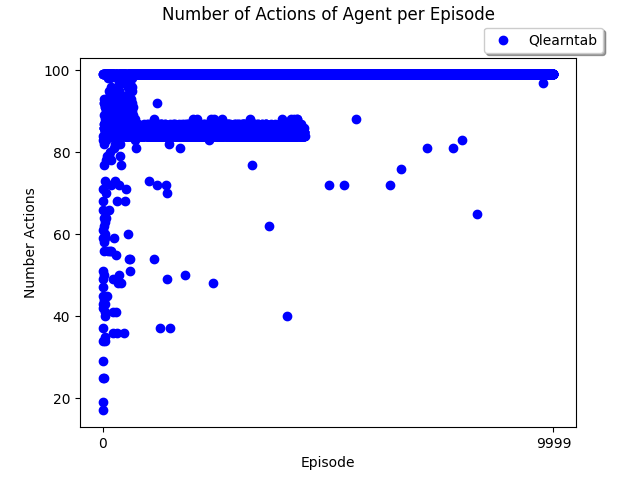 Number of Actions of Agent per Episode
Qlearntab
100
80
60
40
20
Number Actions
0
9999
Episode